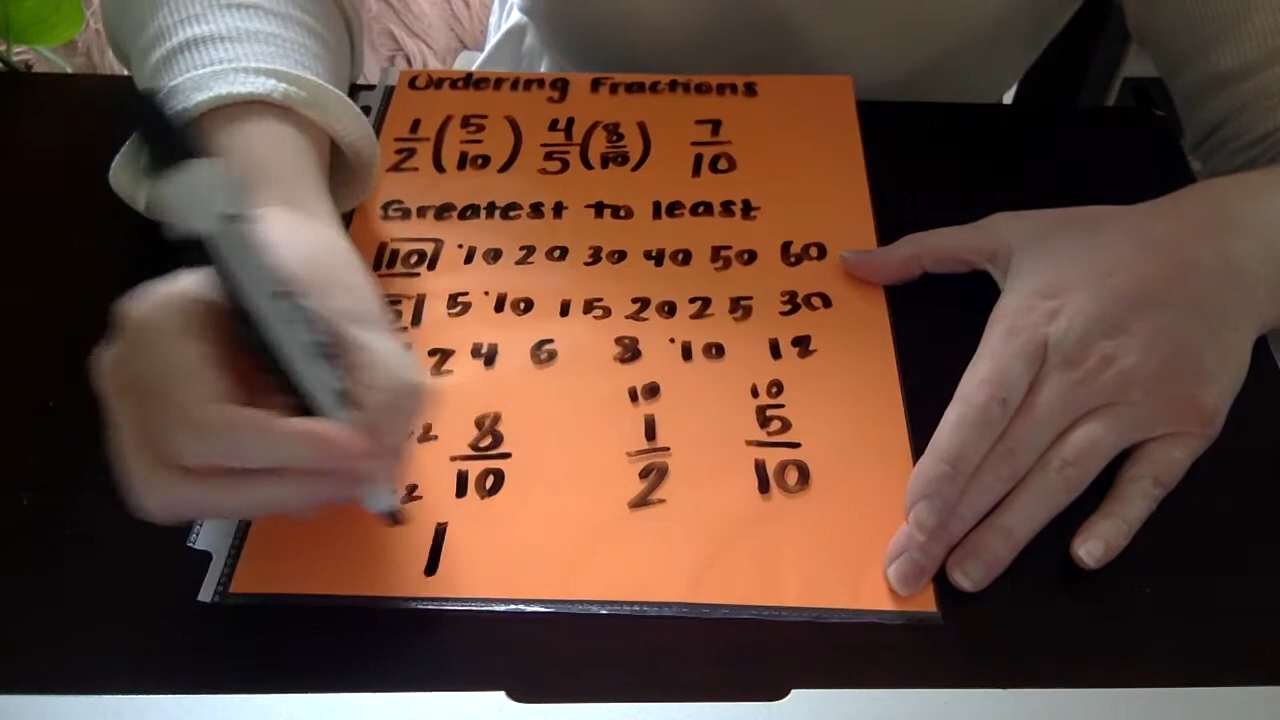 Ordering Fractions
1/2 (5/10) 4/5 (8/10) 7/10
Greatest to least
|10| 10 20 30 40 50 60
5| 5 10 15 20 25 30
2 4 6 8 10 12
10 10
·2 8/10 1/2 5/10
·2
1